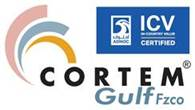 ICV
IN COUNTRY VALUE
ADNOC
CERTIFIED
CORTEM®
Gulf Fzco